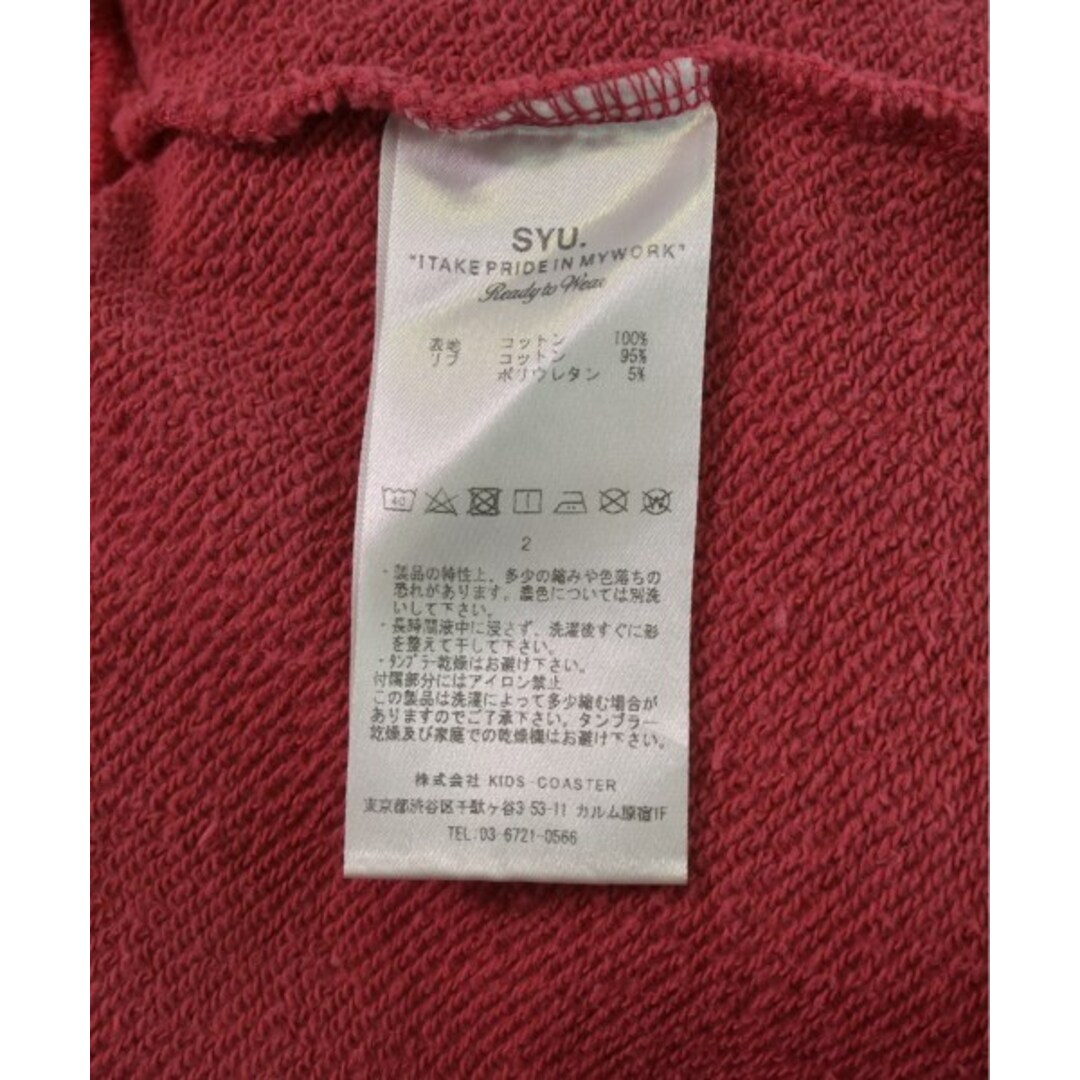 SYU.
"I TAKE PRIDE IN MY WORK"
Ready to Wear
表地 コットン 100%
リブ コットン 95%
ポリウレタン 5%
40
2
・製品の特性上、多少の縮みや色落ちの
恐れがあります。濃色については別洗
いして下さい。
・長時間液中に浸さず、洗濯後すぐに形
を整えて干して下さい。
・タンブラー乾燥はお避け下さい。
付属部分にはアイロン禁止
この製品は洗濯によって多少縮む場合が
ありますのでご了承下さい。タンブラー
乾燥及び家庭での乾燥機はお避け下さい。
株式会社 KIDS-COASTER
東京都渋谷区千駄ヶ谷3-53-11 カルム原宿1F
TEL:03-6721-0566